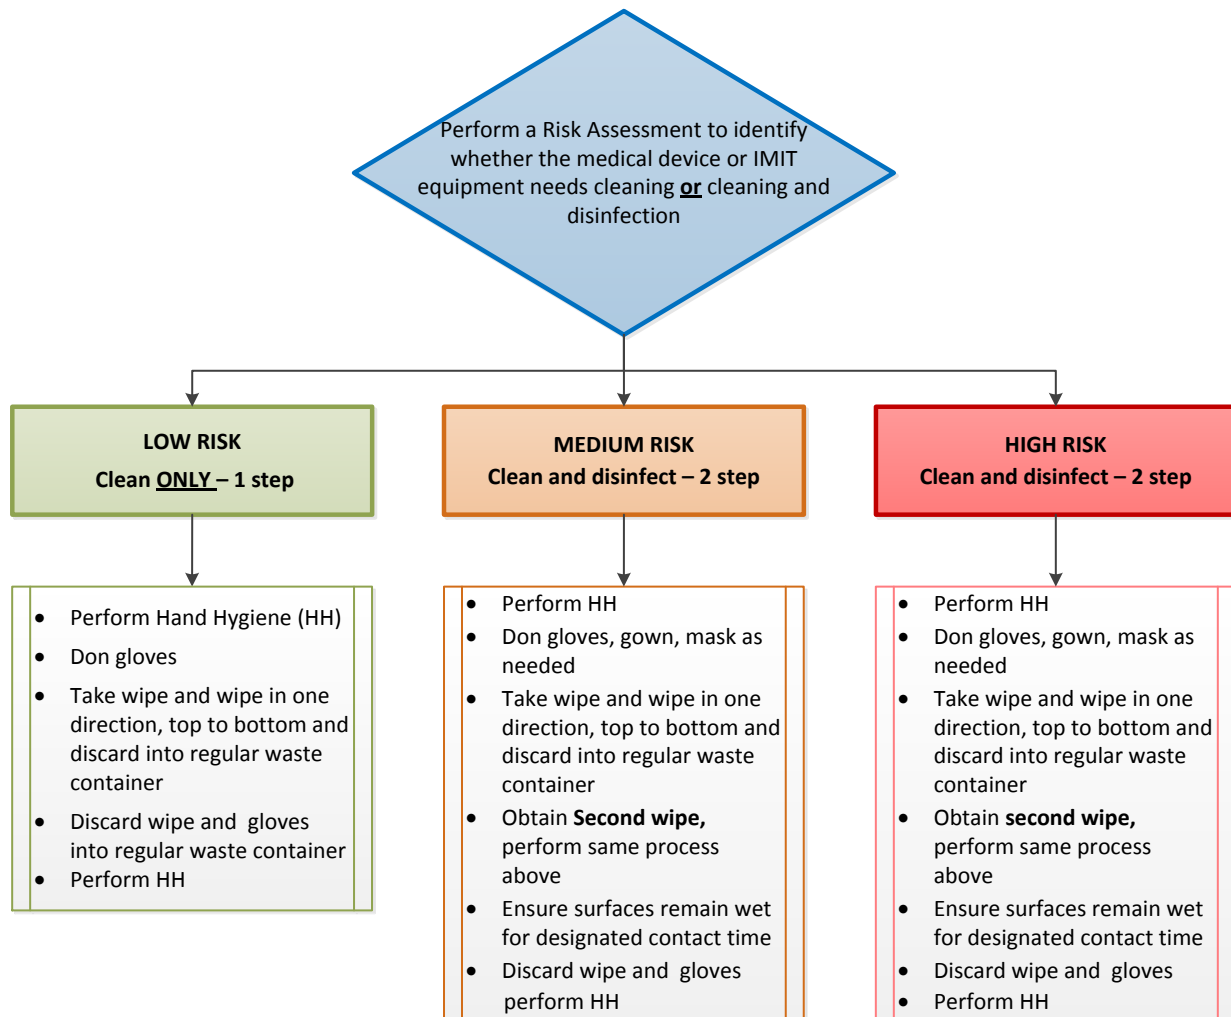 Perform a Risk Assessment to identify
whether the medical device or IMIT
equipment needs cleaning or cleaning and
disinfection
LOW RISK
Clean ONLY – 1 step
MEDIUM RISK
Clean and disinfect – 2 step
HIGH RISK
Clean and disinfect – 2 step
• Perform Hand Hygiene (HH)
• Don gloves
• Take wipe and wipe in one
direction, top to bottom and
discard into regular waste
container
• Discard wipe and gloves
into regular waste container
• Perform HH
• Perform HH
• Don gloves, gown, mask as
needed
• Take wipe and wipe in one
direction, top to bottom and
discard into regular waste
container
• Obtain Second wipe,
perform same process
above
• Ensure surfaces remain wet
for designated contact time
• Discard wipe and gloves
perform HH
• Perform HH
• Don gloves, gown, mask as
needed
• Take wipe and wipe in one
direction, top to bottom and
discard into regular waste
container
• Obtain second wipe,
perform same process
above
• Ensure surfaces remain wet
for designated contact time
• Discard wipe and gloves
• Perform HH